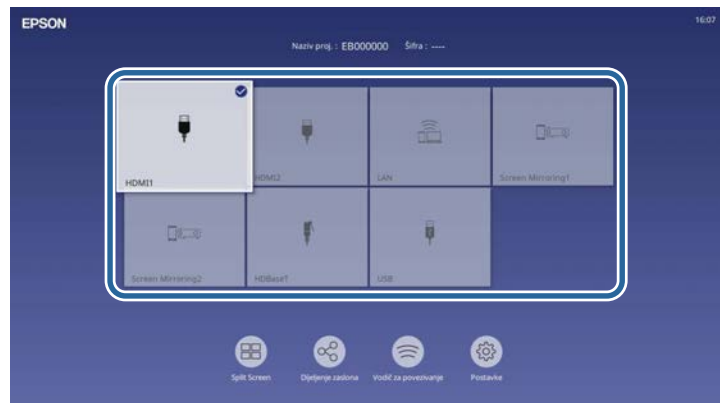 EPSON
16:07
Naziv proj. : EB000000 Šifra : ----
HDMI1
HDMI2
LAN
Screen Mirroring1
Screen Mirroring2
HDBaseT
USB
Split Screen
Dijeljenje zaslona
Vodič za povezivanje
Postavke